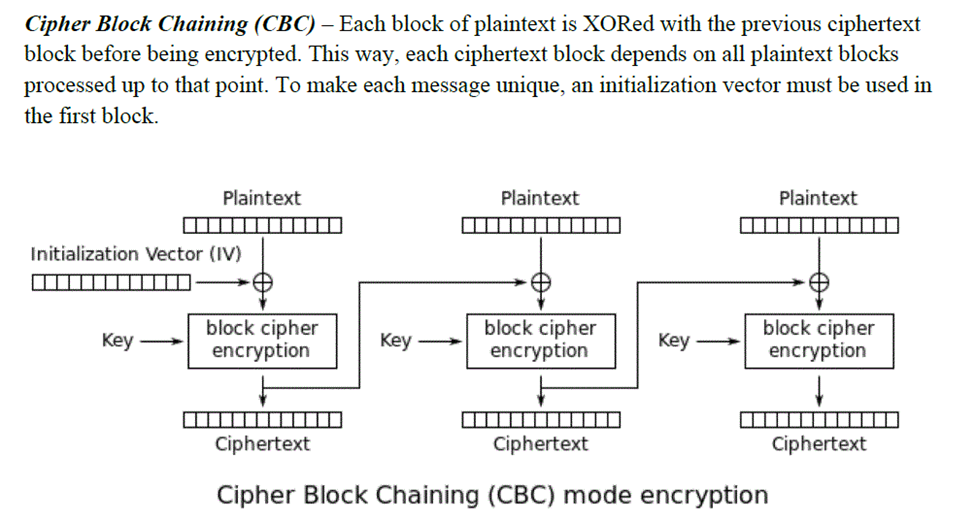 Cipher Block Chaining (CBC) – Each block of plaintext is XORed with the previous ciphertext
block before being encrypted. This way, each ciphertext block depends on all plaintext blocks
processed up to that point. To make each message unique, an initialization vector must be used in
the first block.
Plaintext
Plaintext
Plaintext
Initialization Vector (IV)
Key
block cipher
encryption
Key
block cipher
encryption
Key
block cipher
encryption
Ciphertext
Ciphertext
Ciphertext
Cipher Block Chaining (CBC) mode encryption